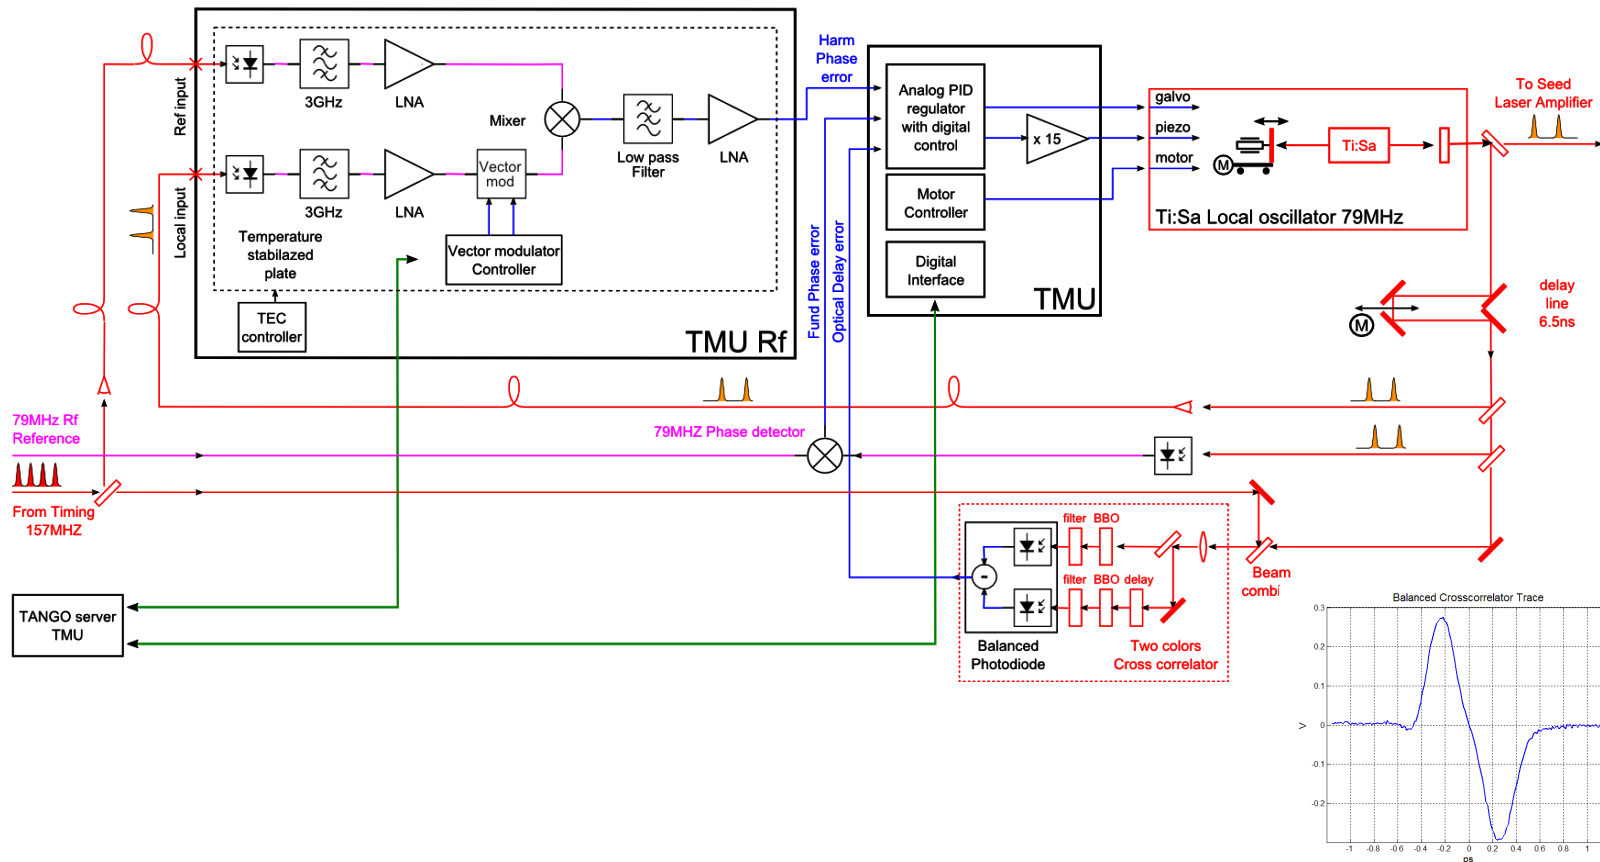 Ref input
3GHz
LNA
Mixer
Low pass
Filter
LNA
Local input
3GHz
LNA
Vector
mod
Vector modulator
Controller
Temperature
stabilazed
plate
TEC
controller
TMU Rf
Harm
Phase
error
Fund Phase error
Optical Delay error
Analog PID
regulator
with digital
control
x 15
Motor
Controller
Digital
Interface
TMU
galvo
piezo
motor
M
Ti:Sa
Ti:Sa Local oscillator 79MHz
To Seed
Laser Amplifier
delay
line
6.5ns
M
79MHz Rf
Reference
79MHZ Phase detector
From Timing
157MHZ
filter BBO
filter BBO delay
-
Balanced
Photodiode
Two colors
Cross correlator
Beam
combi
TANGO server
TMU
Balanced Crosscorrelator Trace
V
0.3
0.2
0.1
0
-0.1
-0.2
-1 -0.8 -0.6 -0.4 -0.2 0 0.2 0.4 0.6 0.8 1
ps